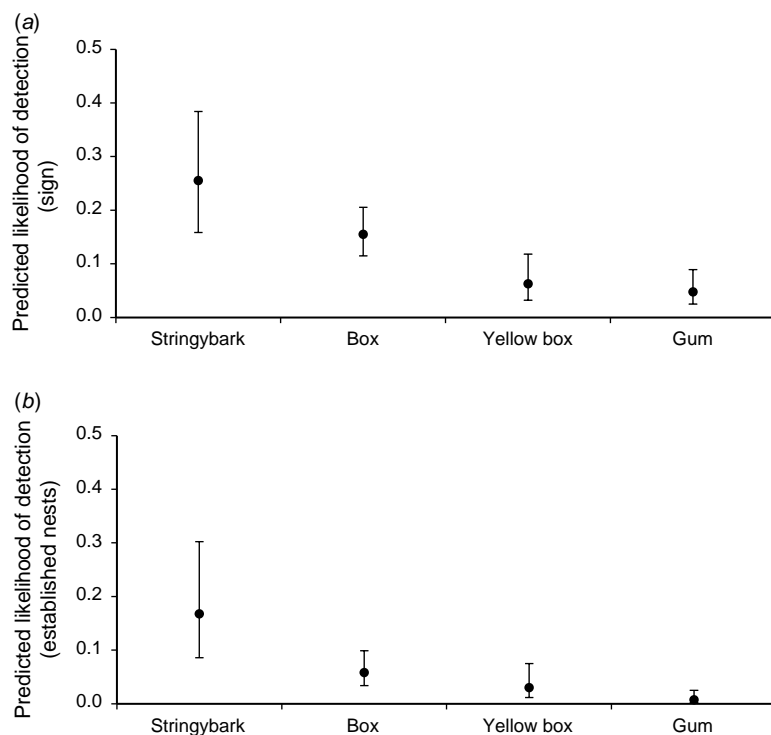 (a)
Predicted likelihood of detection
(sign)
0.5
0.4
0.3
0.2
0.1
0.0
Stringybark Box Yellow box Gum
(b)
Predicted likelihood of detection
(established nests)
0.5
0.4
0.3
0.2
0.1
0.0
Stringybark Box Yellow box Gum